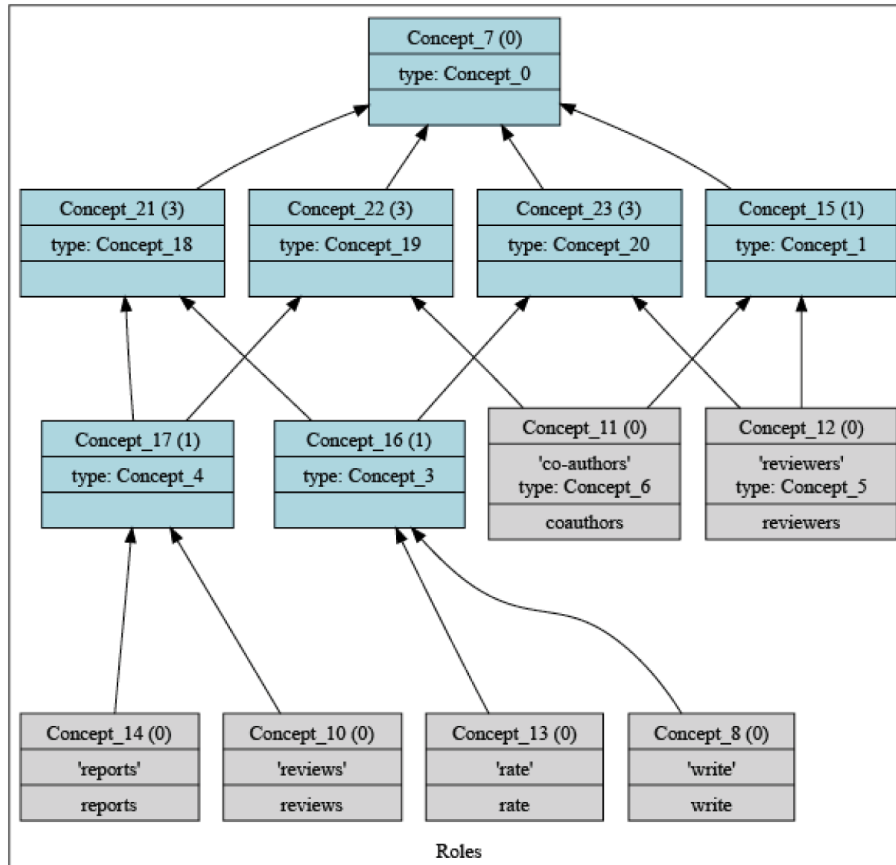 Concept_7 (0)
type: Concept_0
Concept_21 (3)
type: Concept_18
Concept_22 (3)
type: Concept_19
Concept_23 (3)
type: Concept_20
Concept_15 (1)
type: Concept_1
Concept_17 (1)
type: Concept_4
Concept_16 (1)
type: Concept_3
Concept_11 (0)
'co-authors'
type: Concept_6
coauthors
Concept_12 (0)
'reviewers'
type: Concept_5
reviewers
Concept_14 (0)
'reports'
reports
Concept_10 (0)
'reviews'
reviews
Concept_13 (0)
'rate'
rate
Concept_8 (0)
'write'
write
Roles